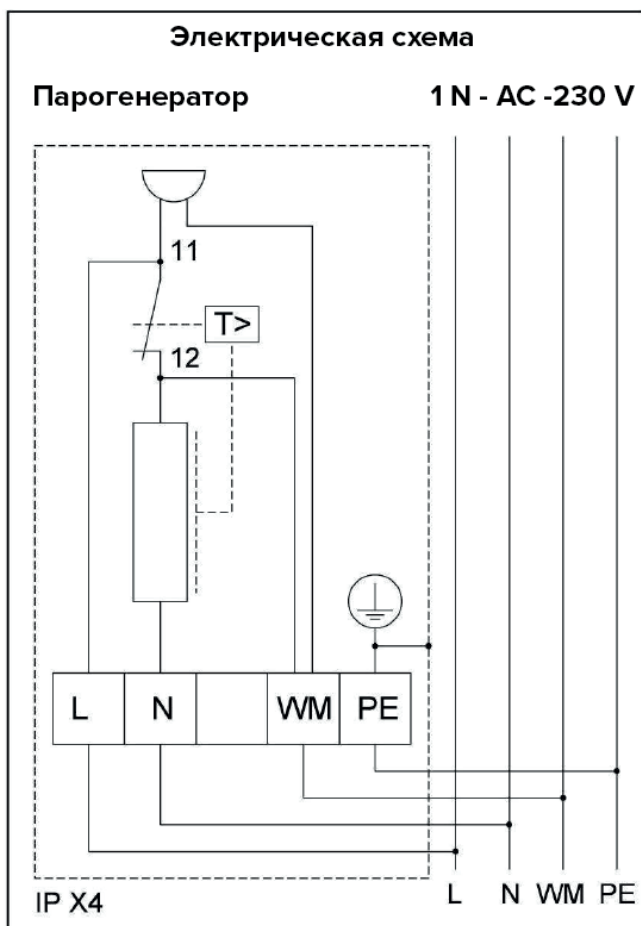 Электрическая схема
Парогенератор 1 N - AC -230 V
11
T>
12
L N WM PE
L N WM PE
IP X4